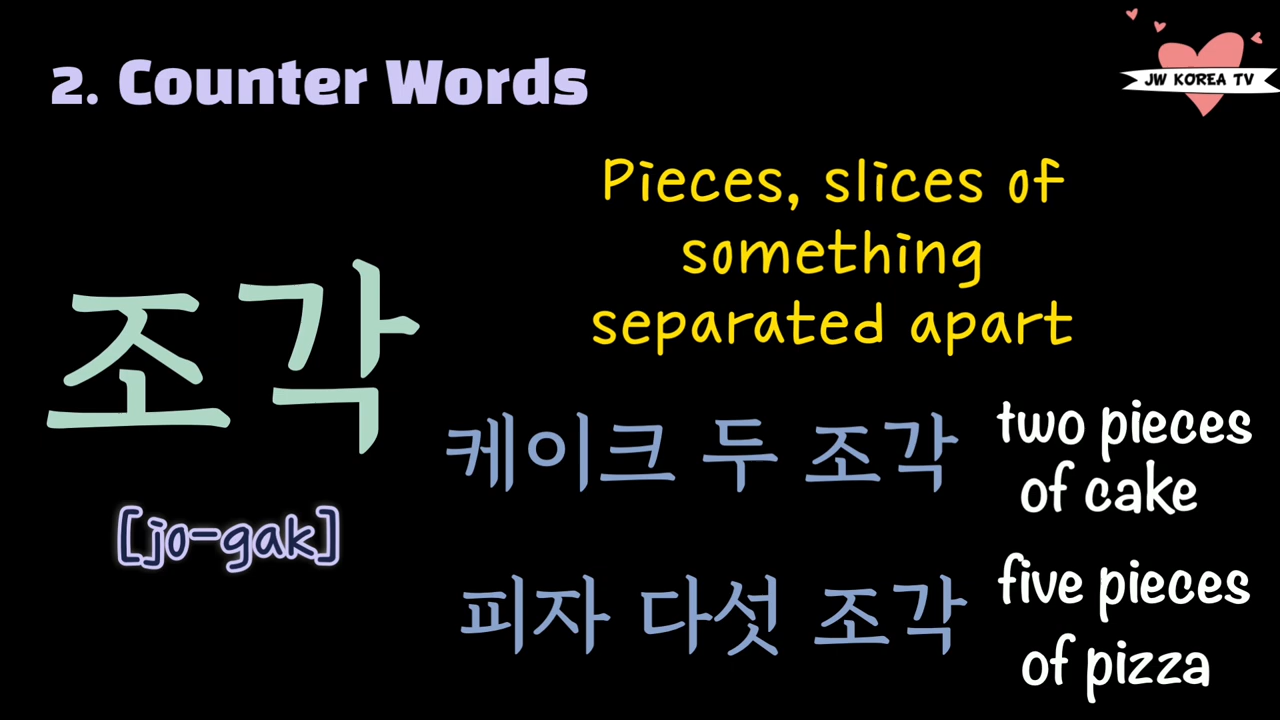 2. Counter Words
JW KOREA TV
Pieces, slices of
something
separated apart
조각
[jo-gak]
케이크 두 조각
two pieces
of cake
피자 다섯 조각
five pieces
of pizza